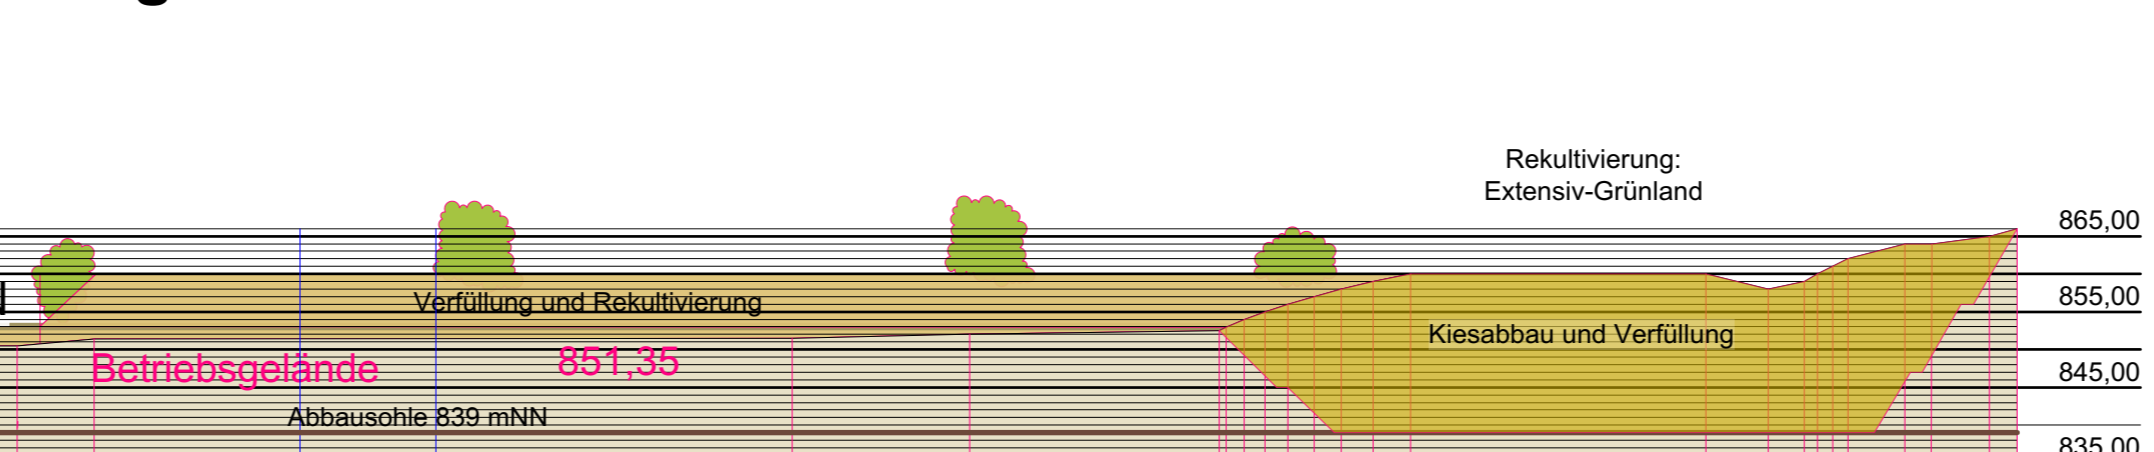 Rekultivierung:
Extensiv-Grünland
865,00
Verfüllung und Rekultivierung
855,00
Kiesabbau und Verfüllung
Betriebsgelände
851,35
845,00
Abbausohle 839 mNN
835,00